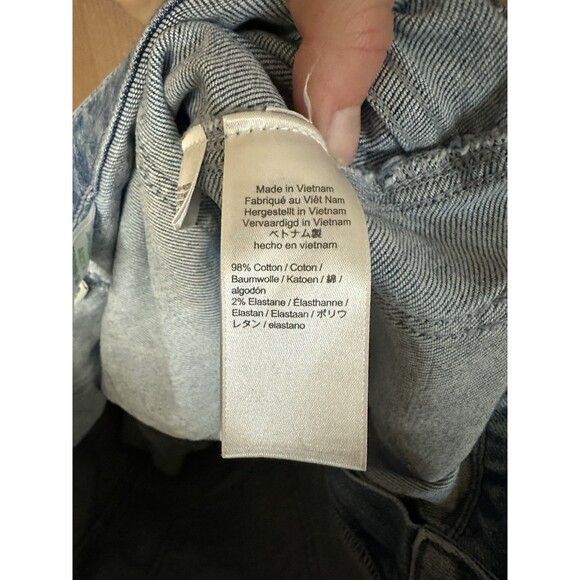 Made in Vietnam
Fabriqué au Viêt Nam
Hergestellt in Vietnam
Vervaardigd in Vietnam
ベトナム製
hecho en vietnam
98% Cotton / Coton /
Baumwolle / Katoen / 綿 /
algodón
2% Elastane / Élasthanne /
Elastan / Elastaan / ポリウ
レタン / elastano